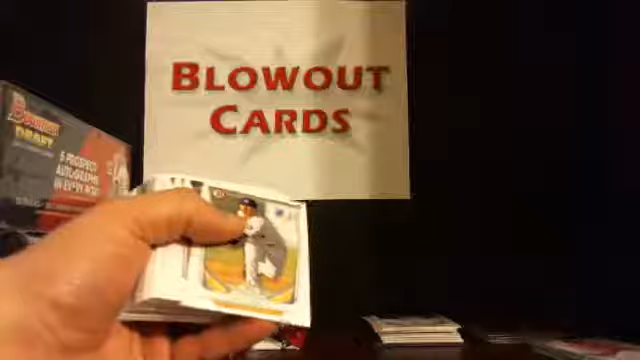 BLOWOUT
CARDS
Bowman
DRAFT
5 PROSPECT
AUTOGRAPHS
IN EVERY BOX!